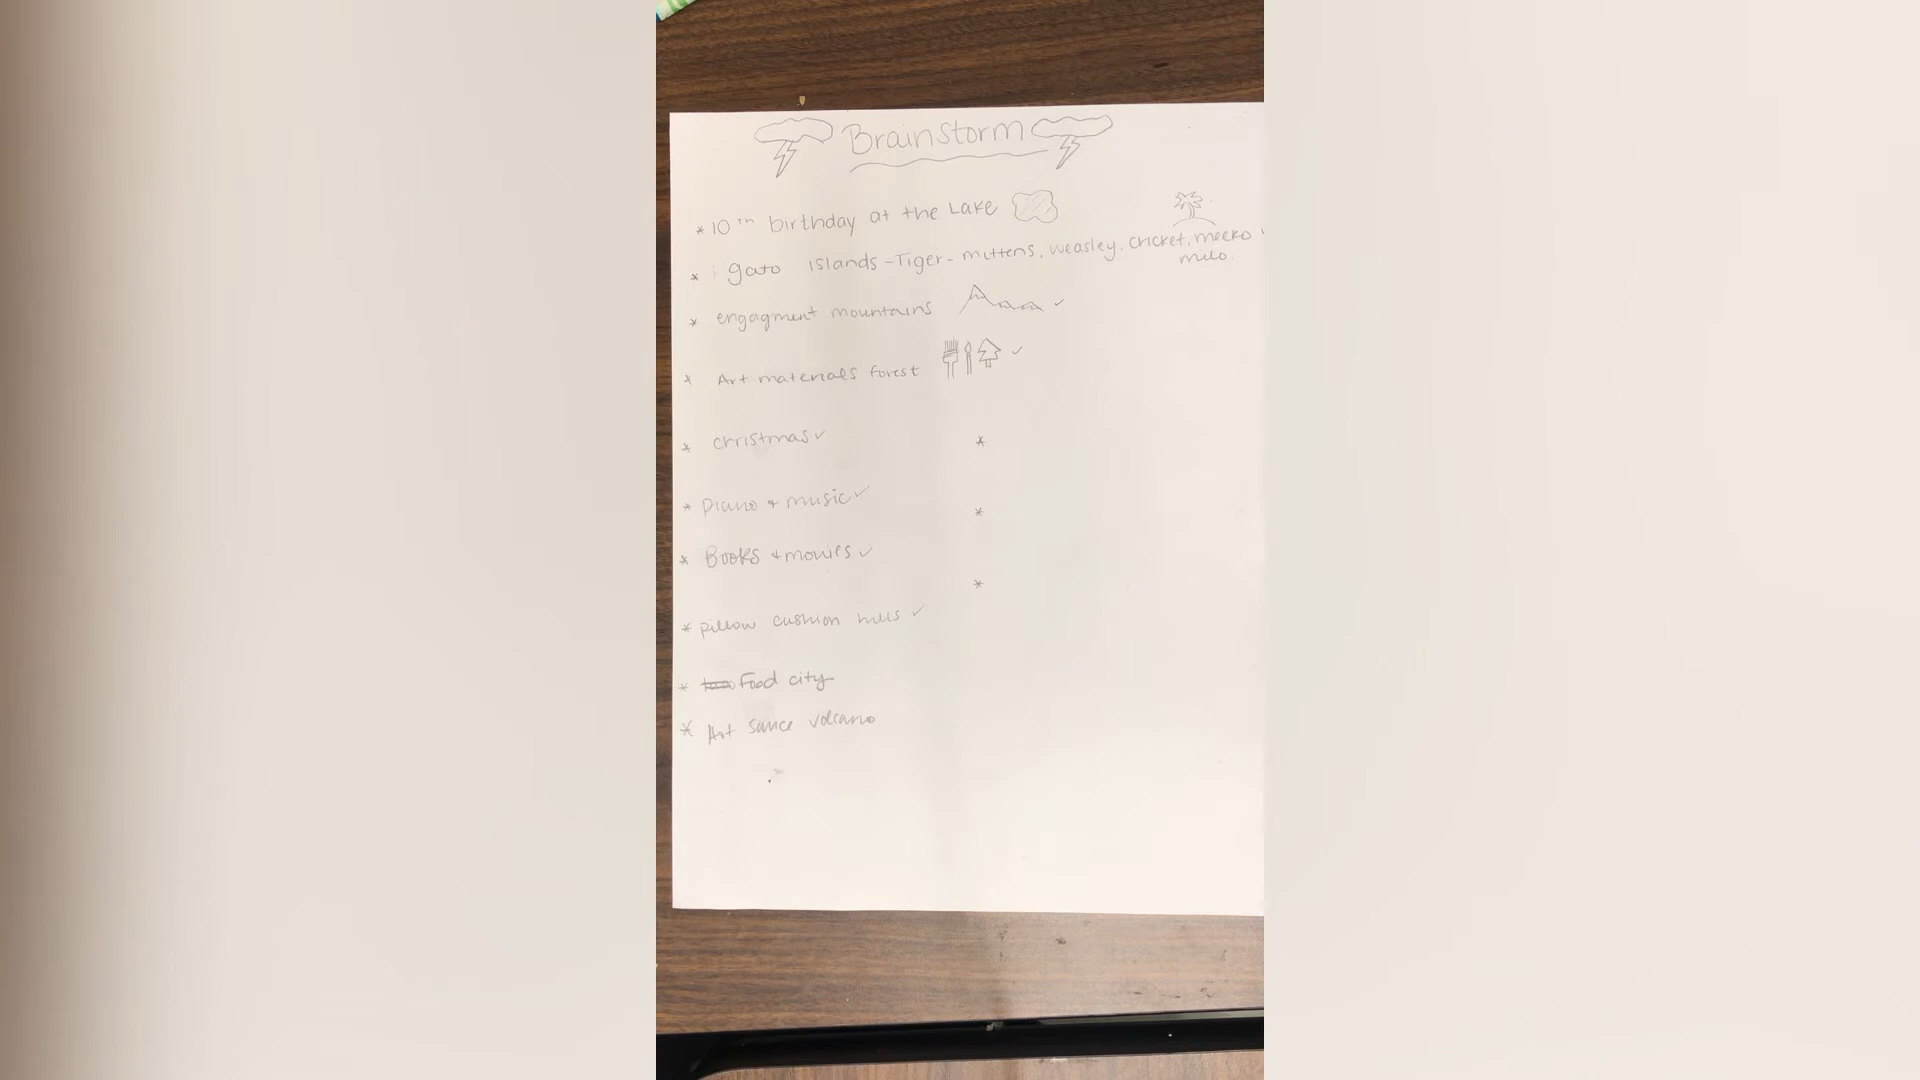 Brainstorm
* 10th birthday at the Lake
* gato islands - Tiger - mittens, weasley, cricket, meeko
milo.
* engagment mountains ✓
* Art materials forest ✓
* christmas ✓
*
* Piano + music ✓
*
* Books + movies ✓
*
* pillow cushion hills ✓
* Food city
* Hot sauce volcano